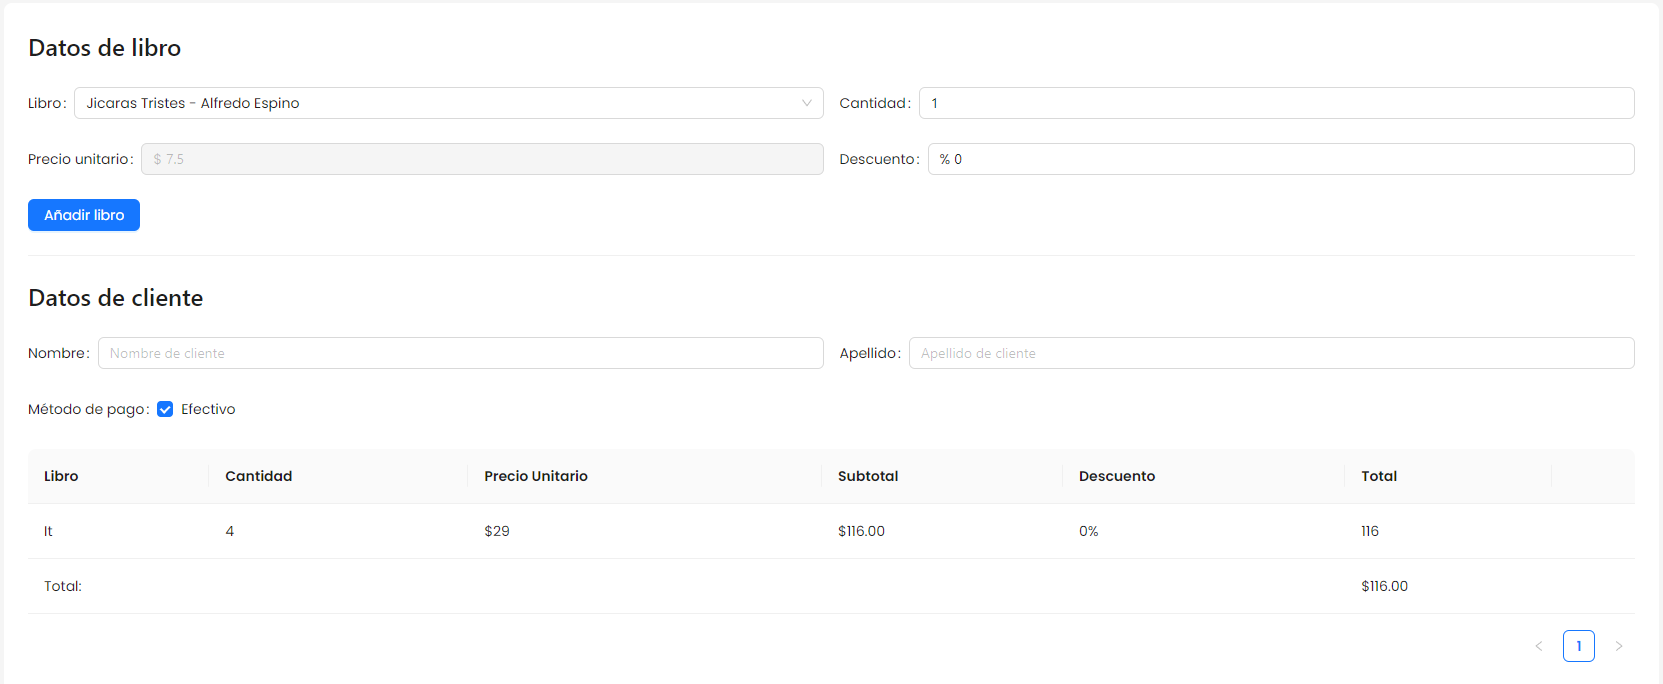 Datos de libro
Libro: Jicaras Tristes - Alfredo Espino Cantidad: 1
Precio unitario: $ 7.5 Descuento: % 0
Añadir libro
Datos de cliente
Nombre: Nombre de cliente Apellido: Apellido de cliente
Método de pago: Efectivo
Libro Cantidad Precio Unitario Subtotal Descuento Total
It 4 $29 $116.00 0% 116
Total: $116.00
< 1 >